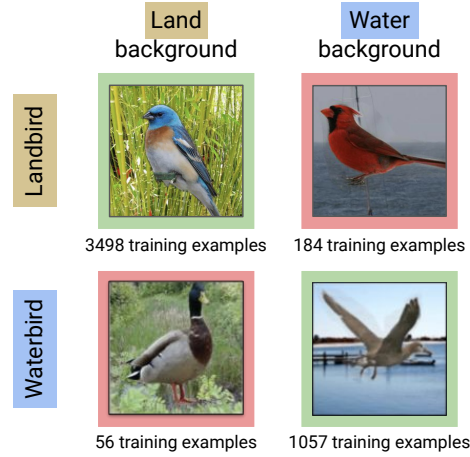 Land
background
Water
background
Landbird
3498 training examples
184 training examples
Waterbird
56 training examples
1057 training examples